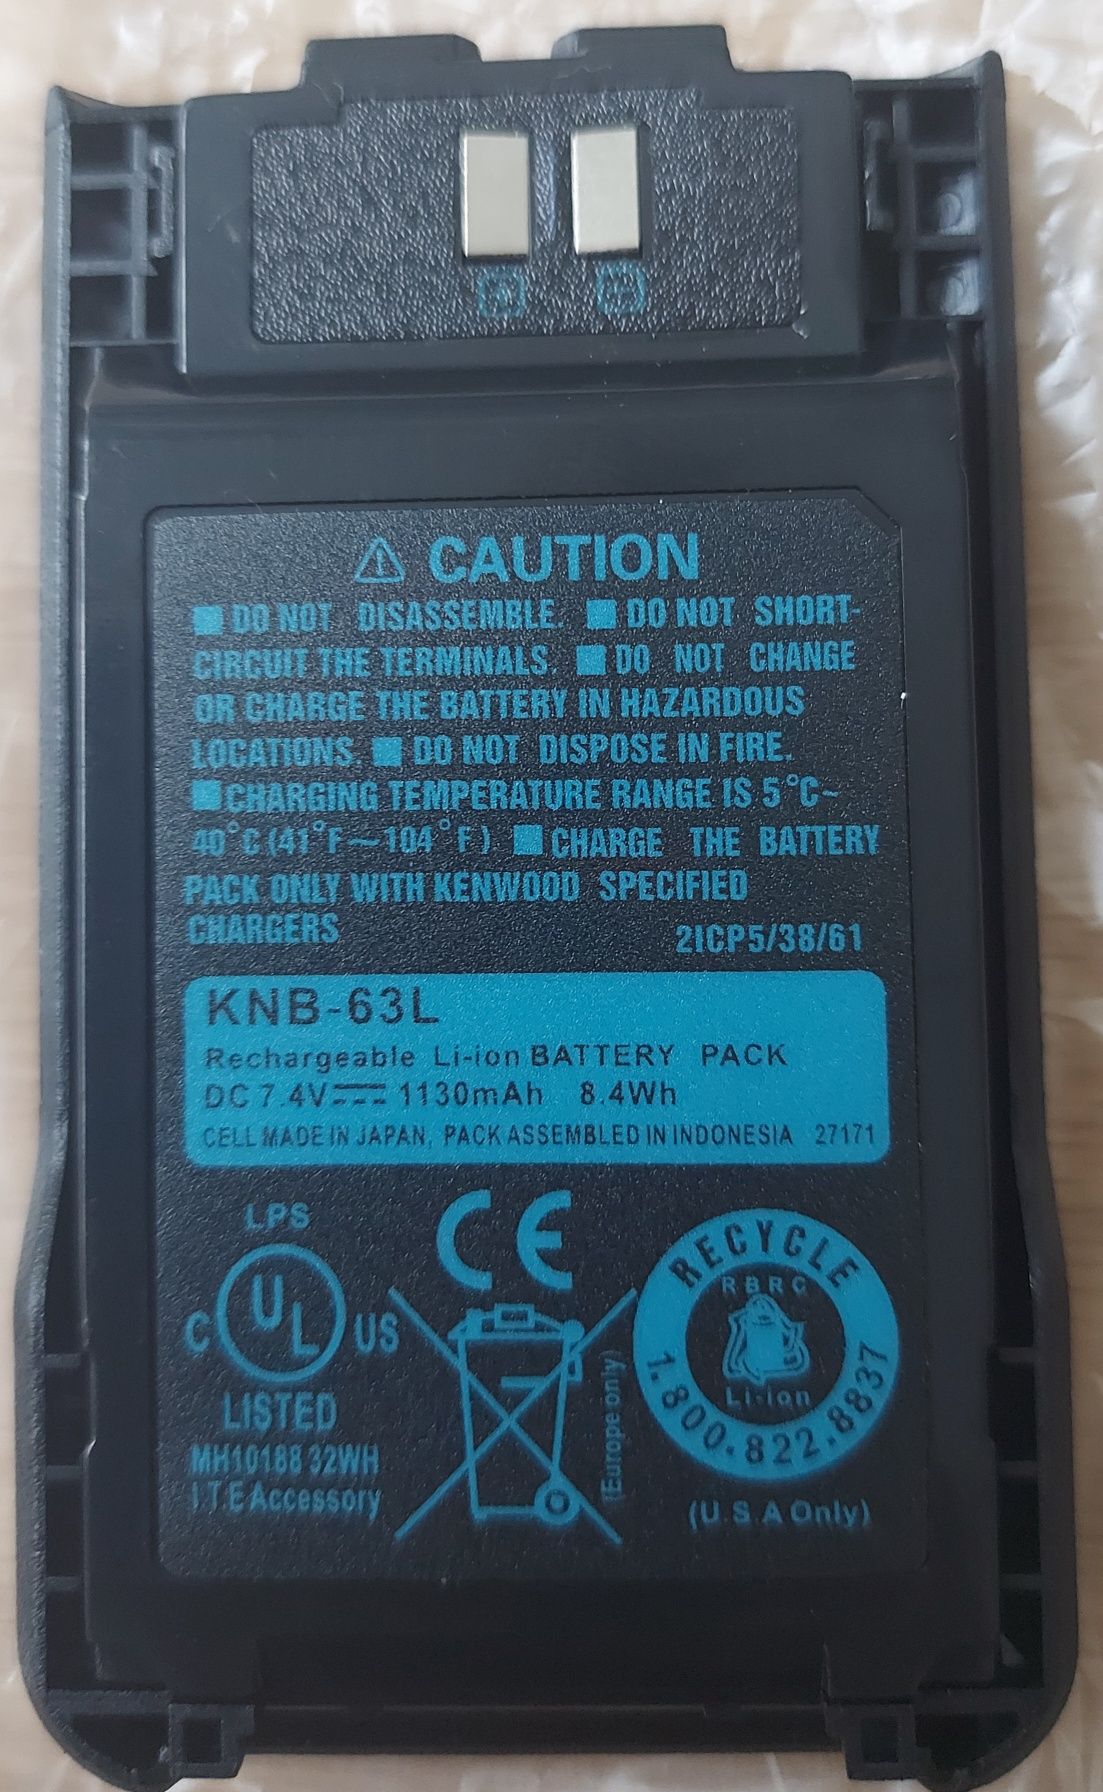 CAUTION
DO NOT DISASSEMBLE. DO NOT SHORT-
CIRCUIT THE TERMINALS. DO NOT CHANGE
OR CHARGE THE BATTERY IN HAZARDOUS
LOCATIONS. DO NOT DISPOSE IN FIRE.
CHARGING TEMPERATURE RANGE IS 5°C~
40°C (41°F~104°F) CHARGE THE BATTERY
PACK ONLY WITH KENWOOD SPECIFIED
CHARGERS
2ICP5/38/61
KNB-63L
Rechargeable Li-ion BATTERY PACK
DC 7.4V 1130mAh 8.4Wh
CELL MADE IN JAPAN, PACK ASSEMBLED IN INDONESIA 27171
LPS
C UL US
LISTED
MH10188 32WH
I T E Accessory
CE
(Europe only)
RECYCLE
RBRC
Li-ion
1.800.822.8837
(U.S.A Only)